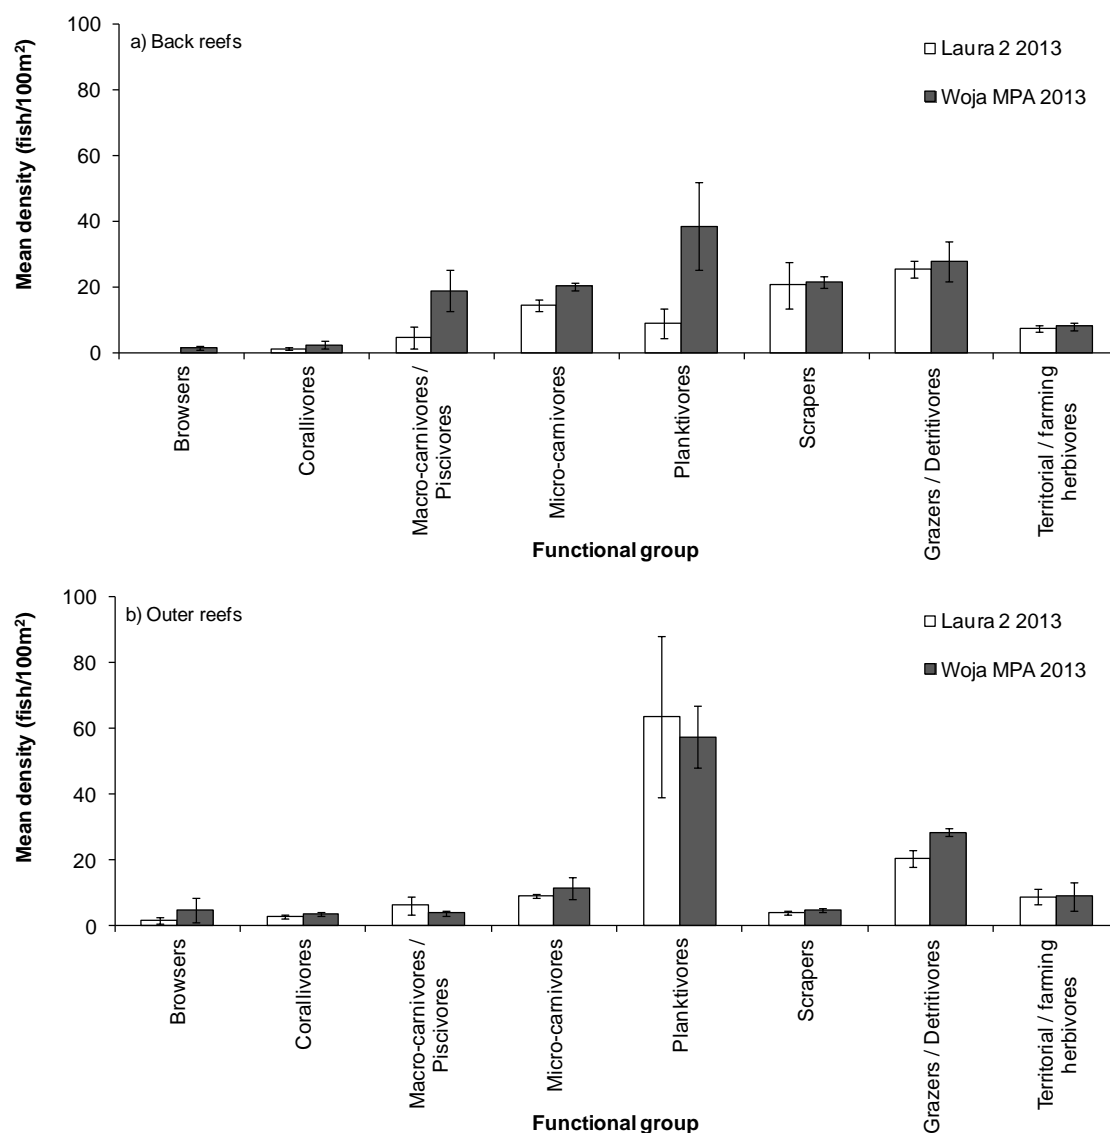 a) Back reefs
Laura 2 2013
Woja MPA 2013
Mean density (fish/100m²)
100
80
60
40
20
0
Browsers
Corallivores
Macro-carnivores /
Piscivores
Micro-carnivores
Planktivores
Scrapers
Grazers / Detritivores
Territorial / farming
herbivores
Functional group
b) Outer reefs
Laura 2 2013
Woja MPA 2013
Mean density (fish/100m²)
100
80
60
40
20
0
Browsers
Corallivores
Macro-carnivores /
Piscivores
Micro-carnivores
Planktivores
Scrapers
Grazers / Detritivores
Territorial / farming
herbivores
Functional group